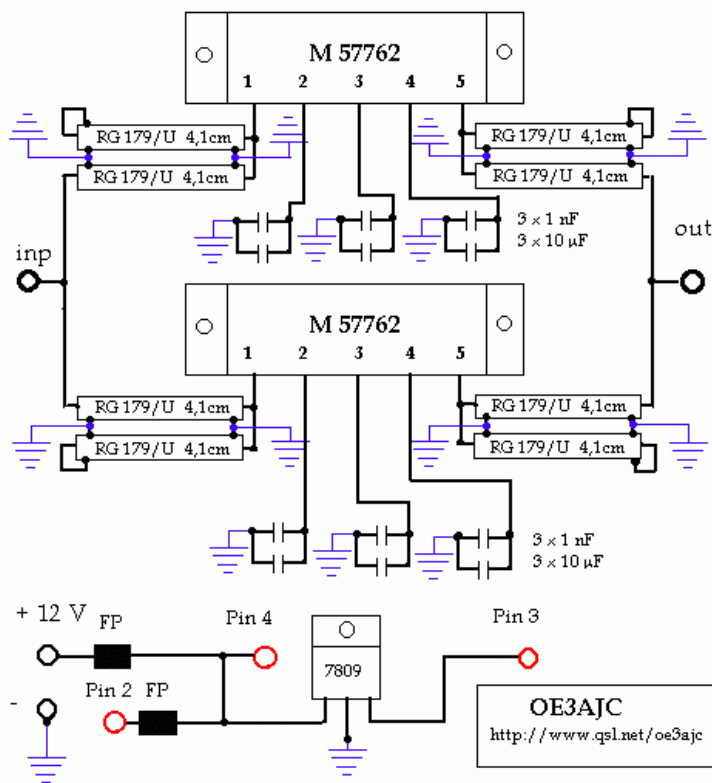 M 57762
1 2 3 4 5
RG 179/U 4,1cm RG 179/U 4,1cm
RG 179/U 4,1cm RG 179/U 4,1cm
3 x 1 nF
3 x 10 µF
inp out
M 57762
1 2 3 4 5
RG 179/U 4,1cm RG 179/U 4,1cm
RG 179/U 4,1cm RG 179/U 4,1cm
3 x 1 nF
3 x 10 µF
+ 12 V FP Pin 4 Pin 3
7809
- Pin 2 FP
OE3AJC
http://www.qsl.net/oe3ajc